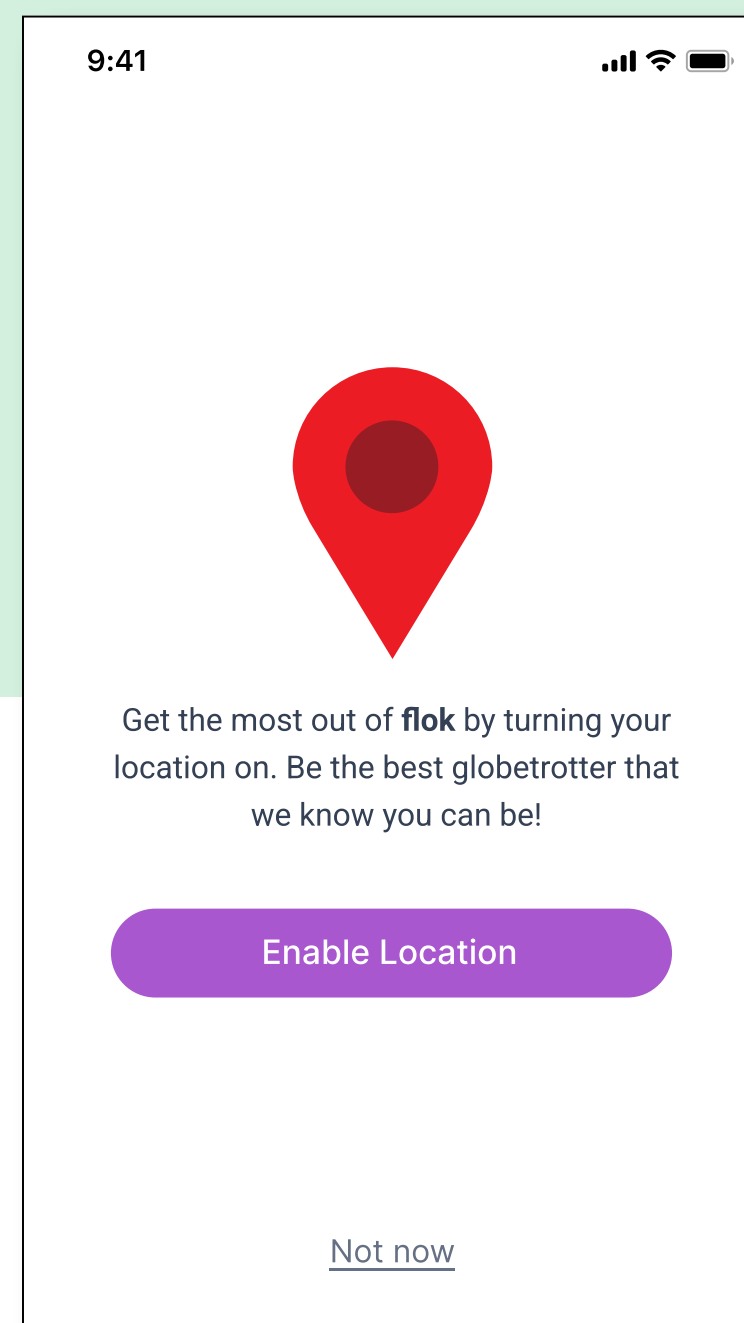 9:41
Get the most out of flok by turning your
location on. Be the best globetrotter that
we know you can be!
Enable Location
Not now